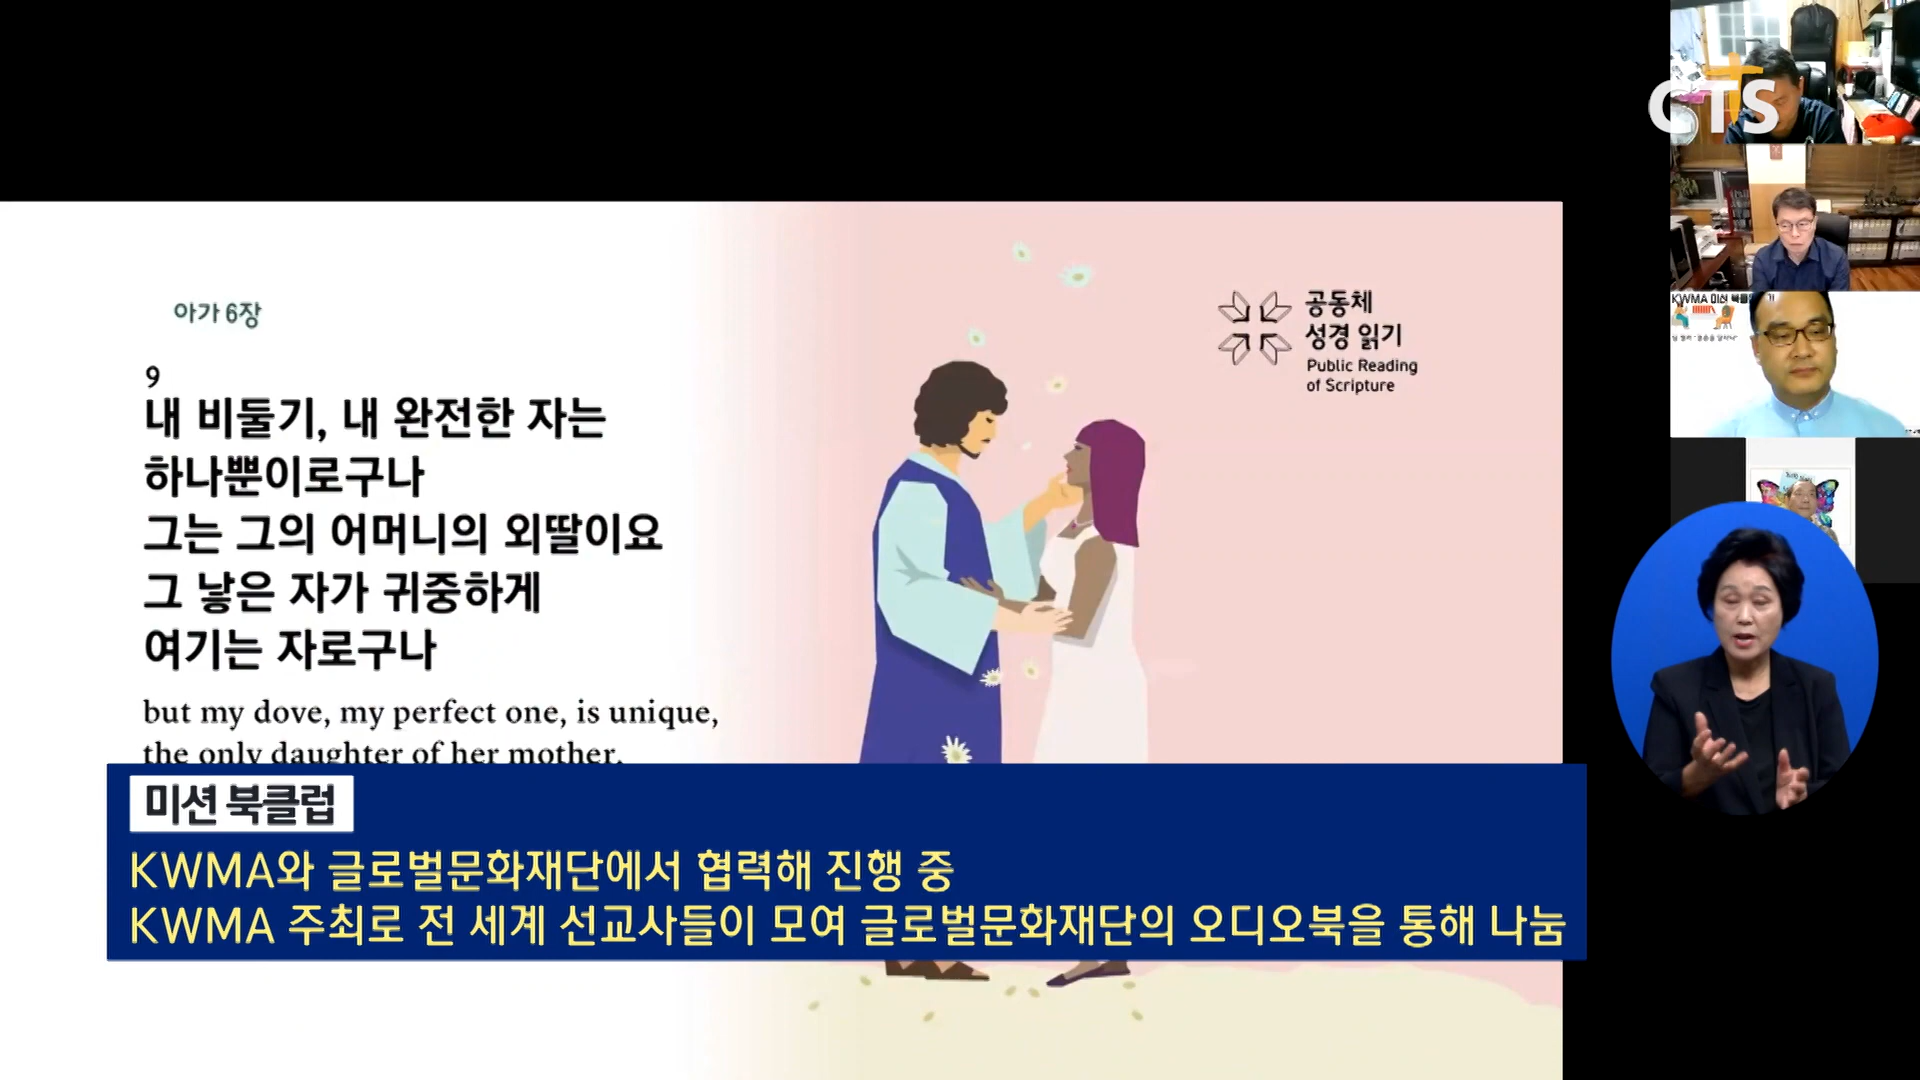 CTS
아가 6장
공동체
성경 읽기
Public Reading
of Scripture
9
내 비둘기, 내 완전한 자는
하나뿐이로구나
그는 그의 어머니의 외딸이요
그 낳은 자가 귀중하게
여기는 자로구나
but my dove, my perfect one, is unique,
the only daughter of her mother,
KWMA 미션
미션 북클럽
KWMA와 글로벌문화재단에서 협력해 진행 중
KWMA 주최로 전 세계 선교사들이 모여 글로벌문화재단의 오디오북을 통해 나눔